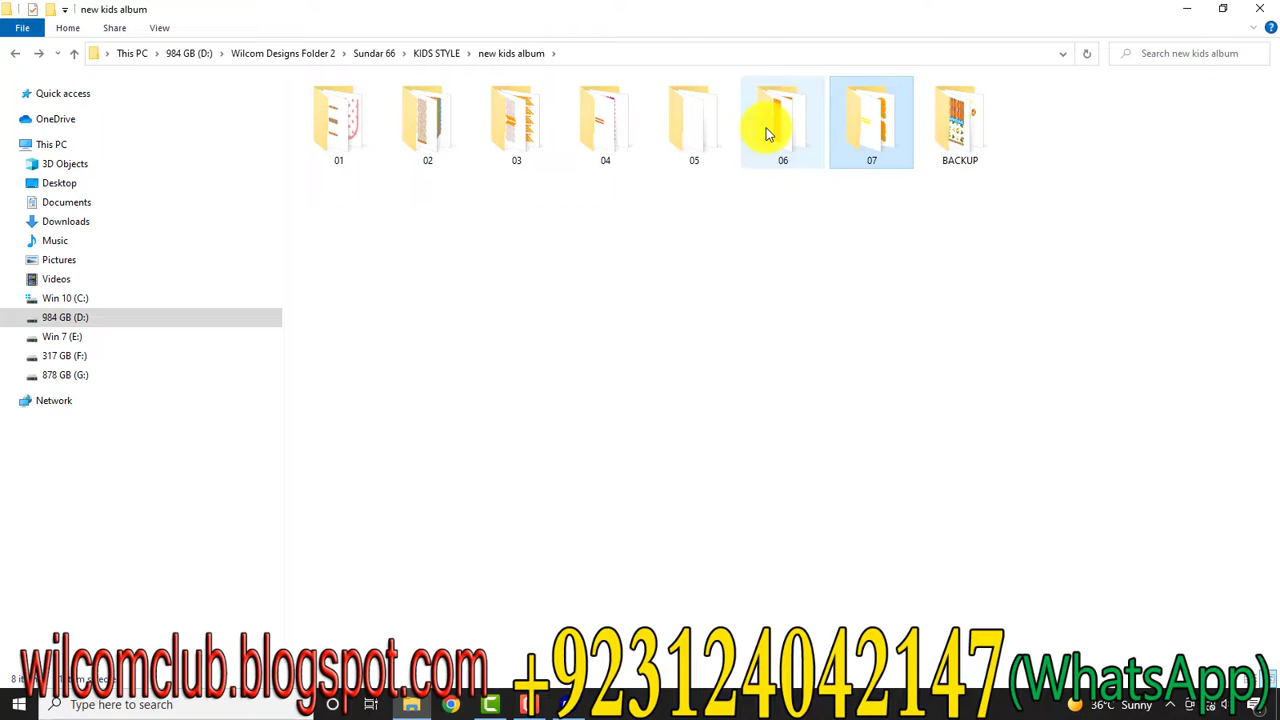 new kids album
File Home Share View
This PC 984 GB (D:) Wilcom Designs Folder 2 Sundar 66 KIDS STYLE new kids album
Search new kids album
Quick access
OneDrive
This PC
3D Objects
Desktop
Documents
Downloads
Music
Pictures
Videos
Win 10 (C:)
984 GB (D:)
Win 7 (E:)
317 GB (F:)
878 GB (G:)
Network
01 02 03 04 05 06 07 BACKUP
wilcomclub.blogspot.com +923124042147 (WhatsApp)
Type here to search
36°C Sunny